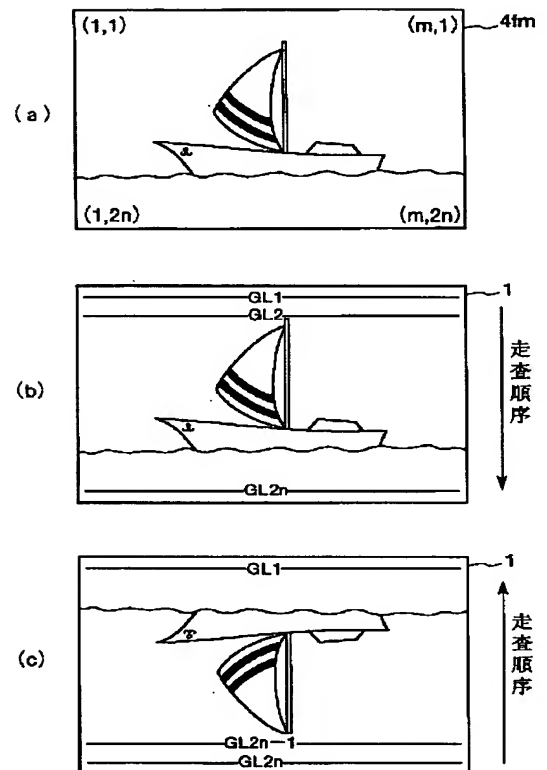 (a)
(1,1) (m,1) 4fm
(1,2n) (m,2n)
(b)
GL1 1
GL2
GL2n
走査順序
(c)
GL1 1
GL2n-1
GL2n
走査順序